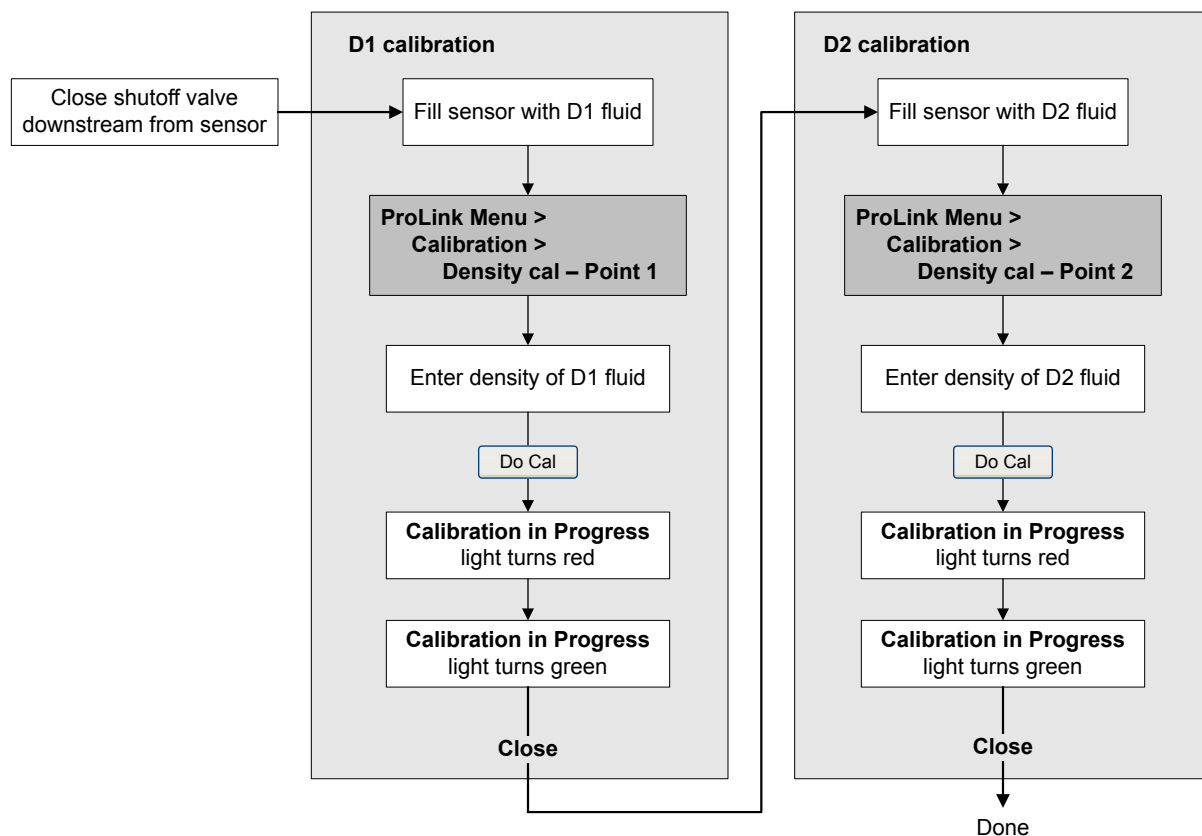 D1 calibration
Close shutoff valve
downstream from sensor
Fill sensor with D1 fluid
ProLink Menu >
Calibration >
Density cal – Point 1
Enter density of D1 fluid
Do Cal
Calibration in Progress
light turns red
Calibration in Progress
light turns green
Close
D2 calibration
Fill sensor with D2 fluid
ProLink Menu >
Calibration >
Density cal – Point 2
Enter density of D2 fluid
Do Cal
Calibration in Progress
light turns red
Calibration in Progress
light turns green
Close
Done